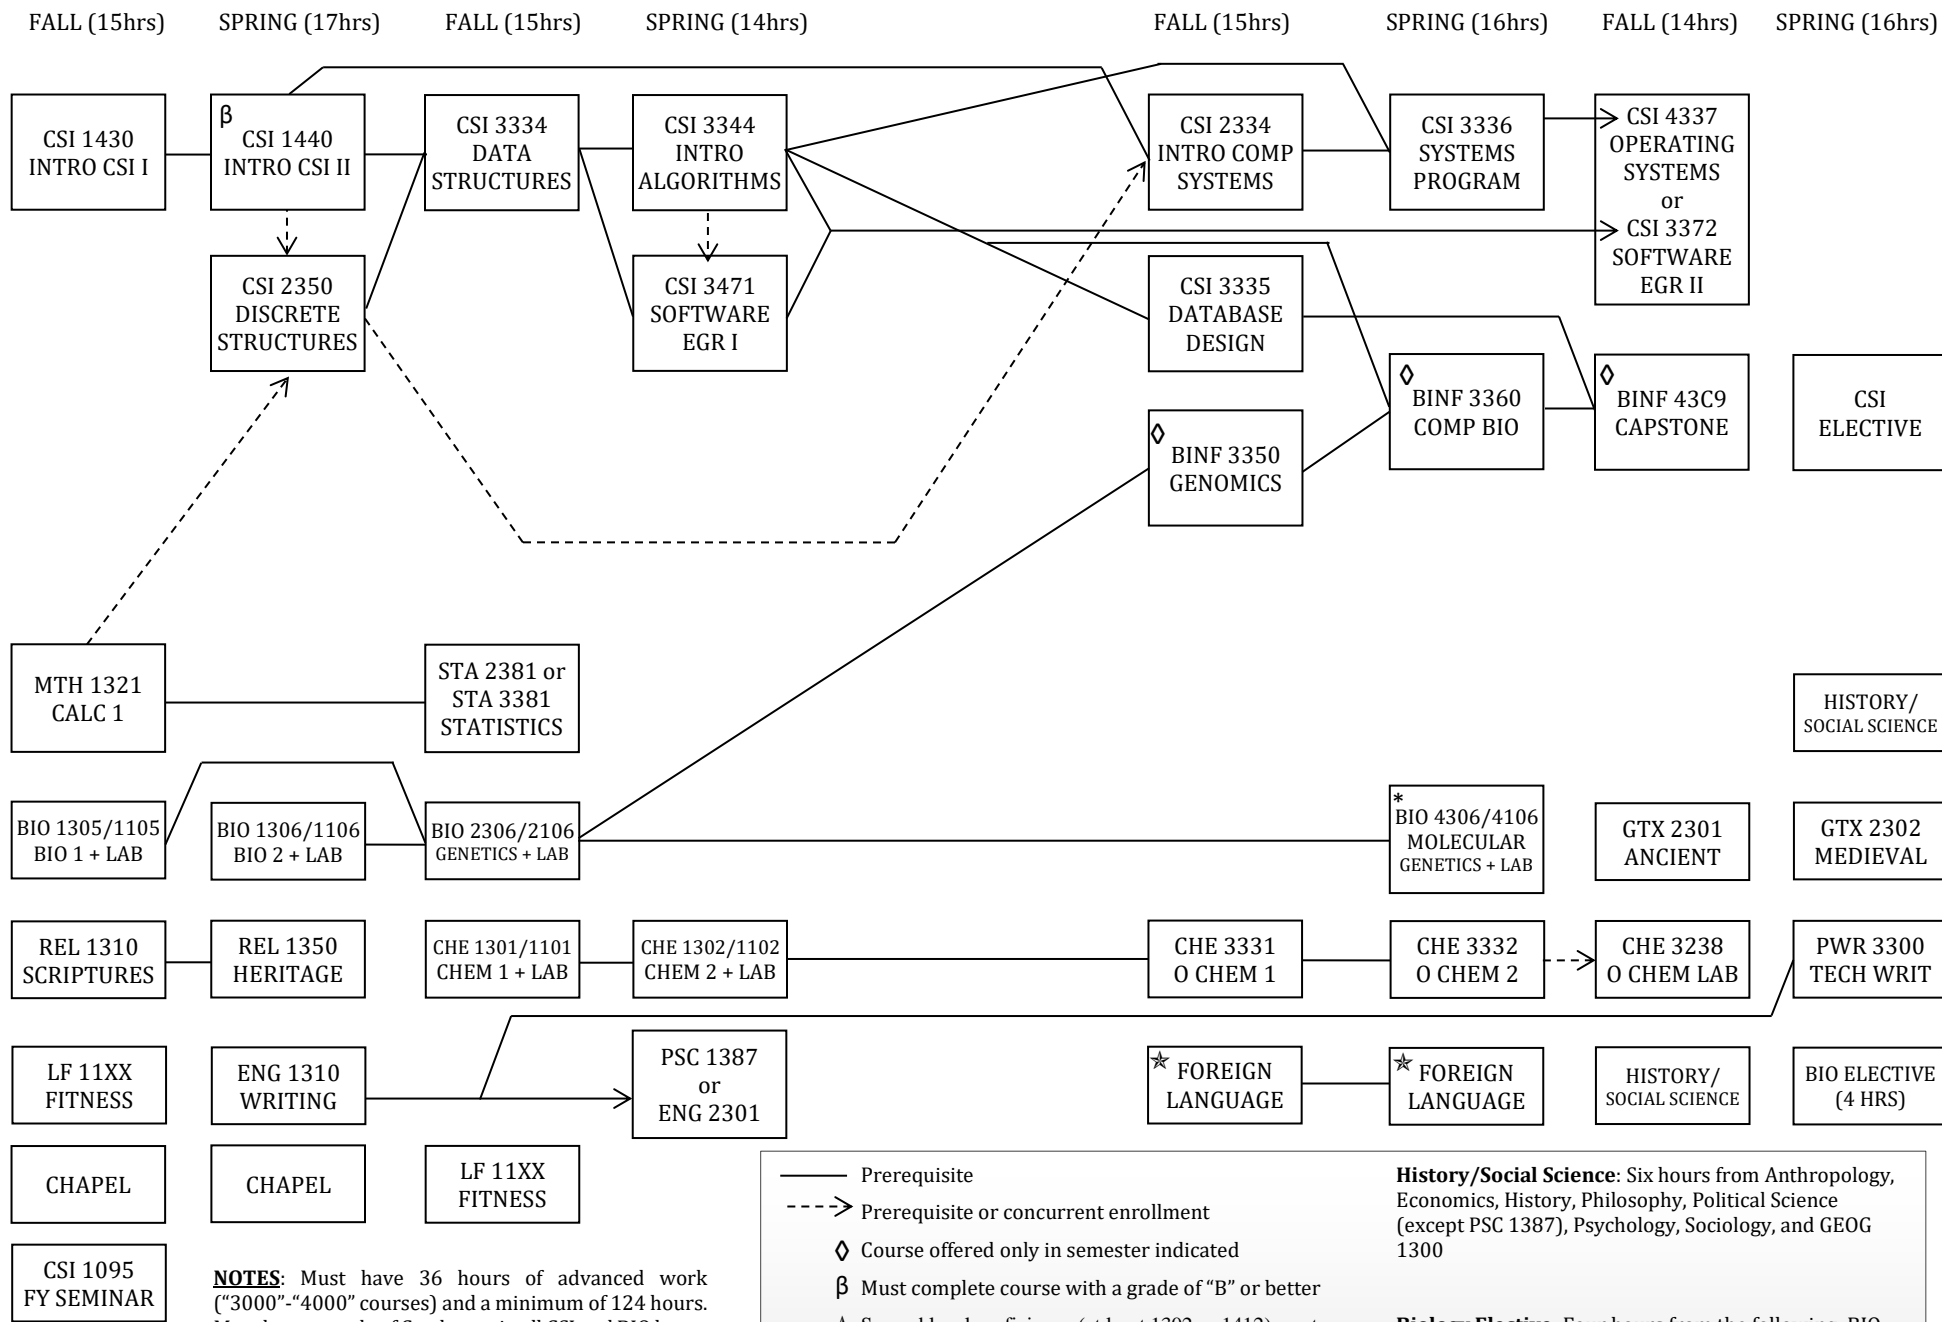 FALL (15hrs) SPRING (17hrs) FALL (15hrs) SPRING (14hrs) FALL (15hrs) SPRING (16hrs) FALL (14hrs) SPRING (16hrs)
CSI 1430
INTRO CSI I
β
CSI 1440
INTRO CSI II
CSI 3334
DATA
STRUCTURES
CSI 3344
INTRO
ALGORITHMS
CSI 2334
INTRO COMP
SYSTEMS
CSI 3336
SYSTEMS
PROGRAM
CSI 4337
OPERATING
SYSTEMS
or
CSI 3372
SOFTWARE
EGR II
CSI 2350
DISCRETE
STRUCTURES
CSI 3471
SOFTWARE
EGR I
CSI 3335
DATABASE
DESIGN
◊
BINF 3360
COMP BIO
◊
BINF 43C9
CAPSTONE
CSI
ELECTIVE
◊
BINF 3350
GENOMICS
MTH 1321
CALC 1
STA 2381 or
STA 3381
STATISTICS
HISTORY/
SOCIAL SCIENCE
BIO 1305/1105
BIO 1 + LAB
BIO 1306/1106
BIO 2 + LAB
BIO 2306/2106
GENETICS + LAB
*
BIO 4306/4106
MOLECULAR
GENETICS + LAB
GTX 2301
ANCIENT
GTX 2302
MEDIEVAL
REL 1310
SCRIPTURES
REL 1350
HERITAGE
CHE 1301/1101
CHEM 1 + LAB
CHE 1302/1102
CHEM 2 + LAB
CHE 3331
O CHEM 1
CHE 3332
O CHEM 2
CHE 3238
O CHEM LAB
PWR 3300
TECH WRIT
LF 11XX
FITNESS
ENG 1310
WRITING
PSC 1387
or
ENG 2301
✯ FOREIGN
LANGUAGE
✯ FOREIGN
LANGUAGE
HISTORY/
SOCIAL SCIENCE
BIO ELECTIVE
(4 HRS)
CHAPEL
CHAPEL
LF 11XX
FITNESS
CSI 1095
FY SEMINAR
NOTES: Must have 36 hours of advanced work
("3000"-"4000" courses) and a minimum of 124 hours.
Prerequisite
Prerequisite or concurrent enrollment
◊ Course offered only in semester indicated
β Must complete course with a grade of “B” or better
History/Social Science: Six hours from Anthropology,
Economics, History, Philosophy, Political Science
(except PSC 1387), Psychology, Sociology, and GEOG
1300